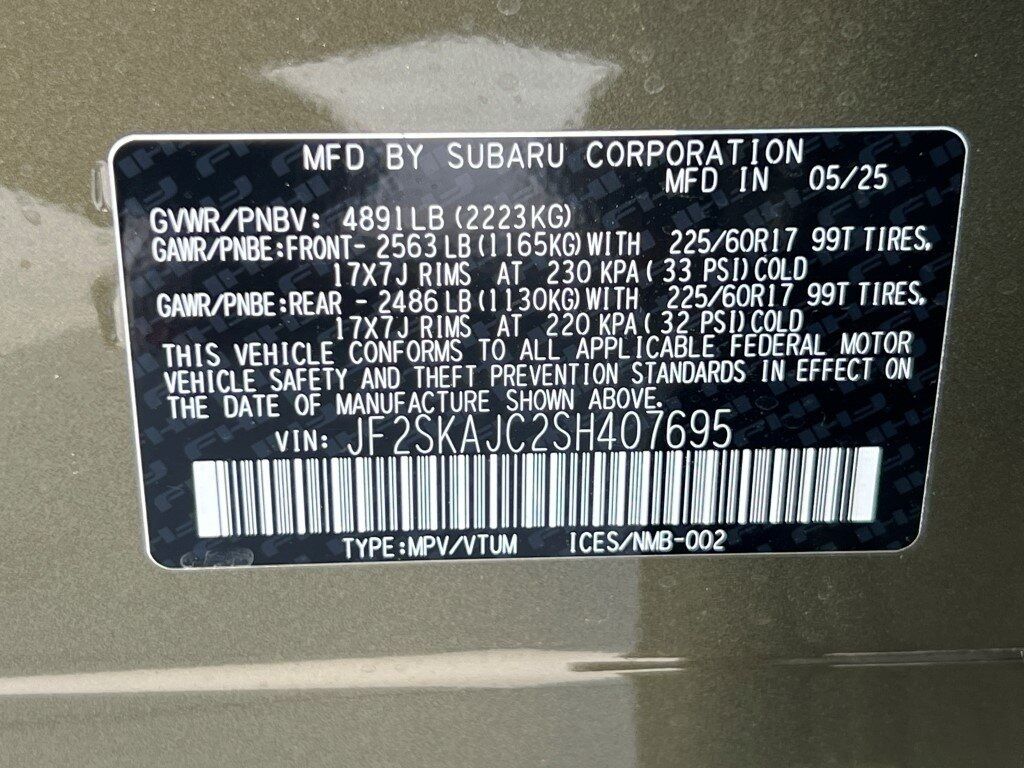 MFD BY SUBARU CORPORATION
MFD IN 05/25
GVWR/PNBV: 4891LB (2223KG)
GAWR/PNBE:FRONT- 2563 LB(1165KG)WITH 225/60R17 99T TIRES,
17X7J RIMS AT 230 KPA( 33 PSI)COLD
GAWR/PNBE:REAR - 2486 LB(1130KG)WITH 225/60R17 99T TIRES,
17X7J RIMS AT 220 KPA( 32 PSI)COLD
THIS VEHICLE CONFORMS TO ALL APPLICABLE FEDERAL MOTOR
VEHICLE SAFETY AND THEFT PREVENTION STANDARDS IN EFFECT ON
THE DATE OF MANUFACTURE SHOWN ABOVE.
VIN: JF2SKAJC2SH407695
TYPE:MPV/VTUM ICES/NMB-002